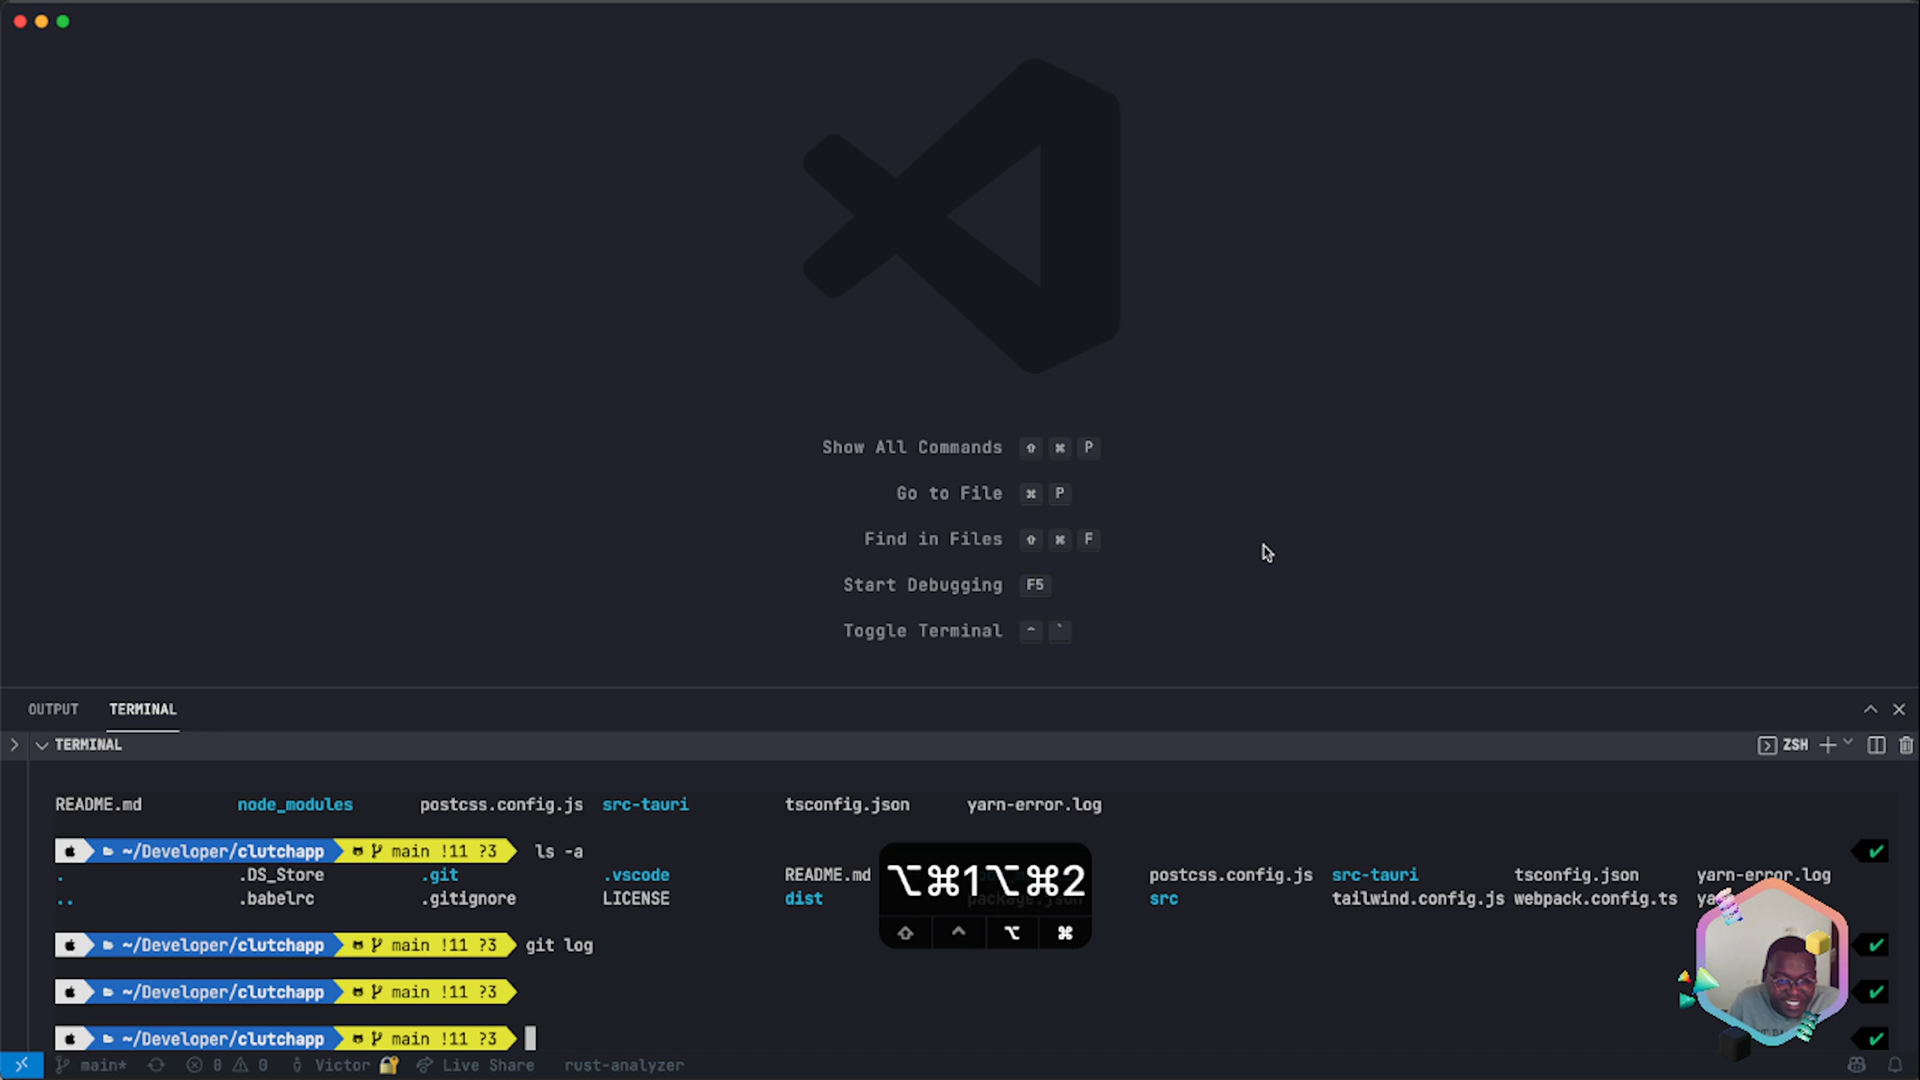 Show All Commands ⇧ ⌘ P
Go to File ⌘ P
Find in Files ⇧ ⌘ F
Start Debugging F5
Toggle Terminal ^ `
OUTPUT TERMINAL
TERMINAL ZSH
README.md node_modules postcss.config.js src-tauri tsconfig.json yarn-error.log
~/Developer/clutchapp main !11 ?3 ls -a
. .DS_Store .git .vscode README.md postcss.config.js src-tauri tsconfig.json yarn-error.log
.. .babelrc .gitignore LICENSE dist package.json src tailwind.config.js webpack.config.ts
⌥⌘1⌥⌘2
⇧ ^ ⌥ ⌘
~/Developer/clutchapp main !11 ?3 git log
~/Developer/clutchapp main !11 ?3
~/Developer/clutchapp main !11 ?3
main* 0 0 Victor Live Share rust-analyzer